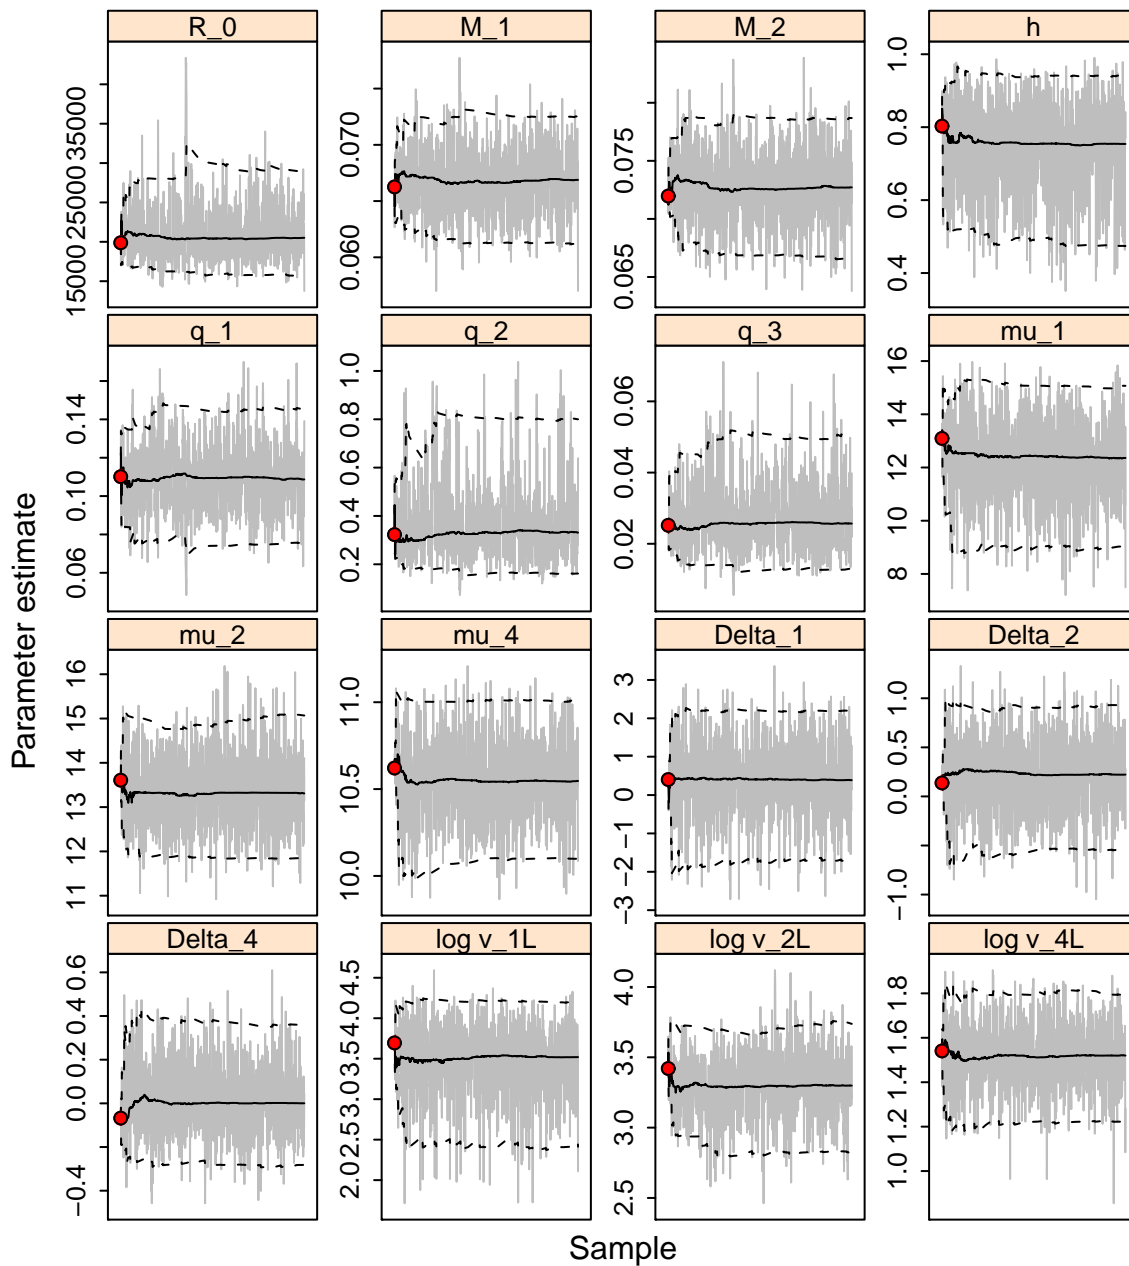 Parameter estimate
R_0
15000 25000 35000
M_1
0.060 0.070
M_2
0.065 0.075
h
0.4 0.6 0.8 1.0
q_1
0.06 0.10 0.14
q_2
0.2 0.4 0.6 0.8 1.0
q_3
0.02 0.04 0.06
mu_1
8 10 12 14 16
mu_2
11 12 13 14 15 16
mu_4
10.0 10.5 11.0
Delta_1
−3 −2 −1 0 1 2 3
Delta_2
−1.0 0.0 0.5 1.0
Delta_4
−0.4 0.0 0.2 0.4 0.6
log v_1L
2.0 2.5 3.0 3.5 4.0 4.5
log v_2L
2.5 3.0 3.5 4.0
log v_4L
1.0 1.2 1.4 1.6 1.8
Sample